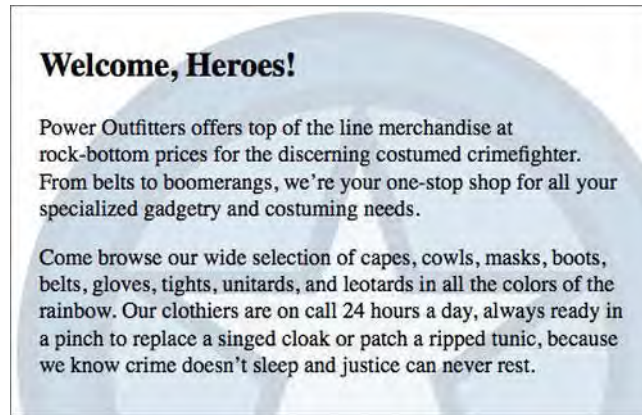 Welcome, Heroes!
Power Outfitters offers top of the line merchandise at
rock-bottom prices for the discerning costumed crimefighter.
From belts to boomerangs, we’re your one-stop shop for all your
specialized gadgetry and costuming needs.
Come browse our wide selection of capes, cowls, masks, boots,
belts, gloves, tights, unitards, and leotards in all the colors of the
rainbow. Our clothiers are on call 24 hours a day, always ready in
a pinch to replace a singed cloak or patch a ripped tunic, because
we know crime doesn’t sleep and justice can never rest.